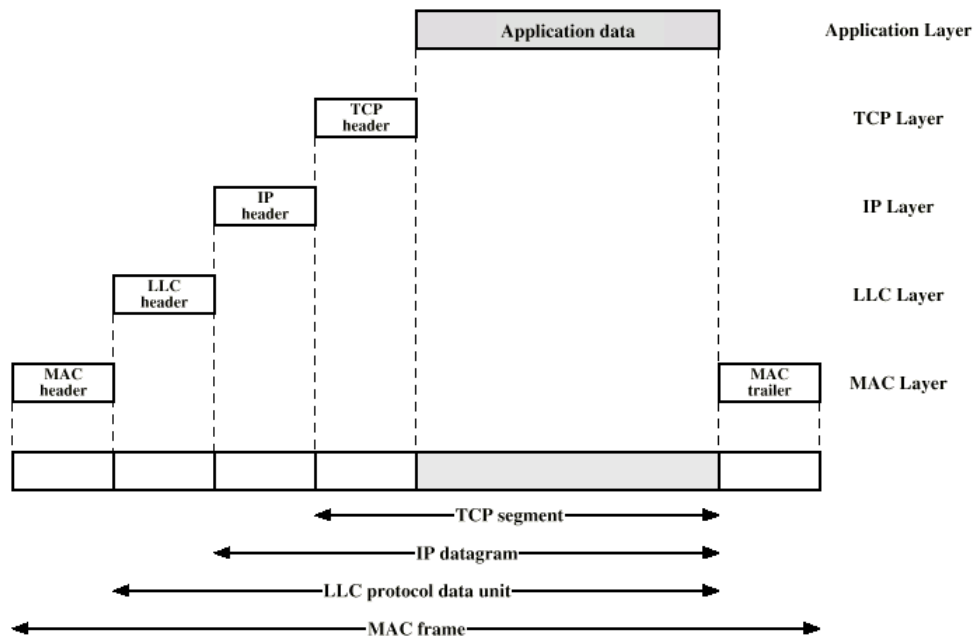 Application data
Application Layer
TCP
header
TCP Layer
IP
header
IP Layer
LLC
header
LLC Layer
MAC
header
MAC
trailer
MAC Layer
TCP segment
IP datagram
LLC protocol data unit
MAC frame